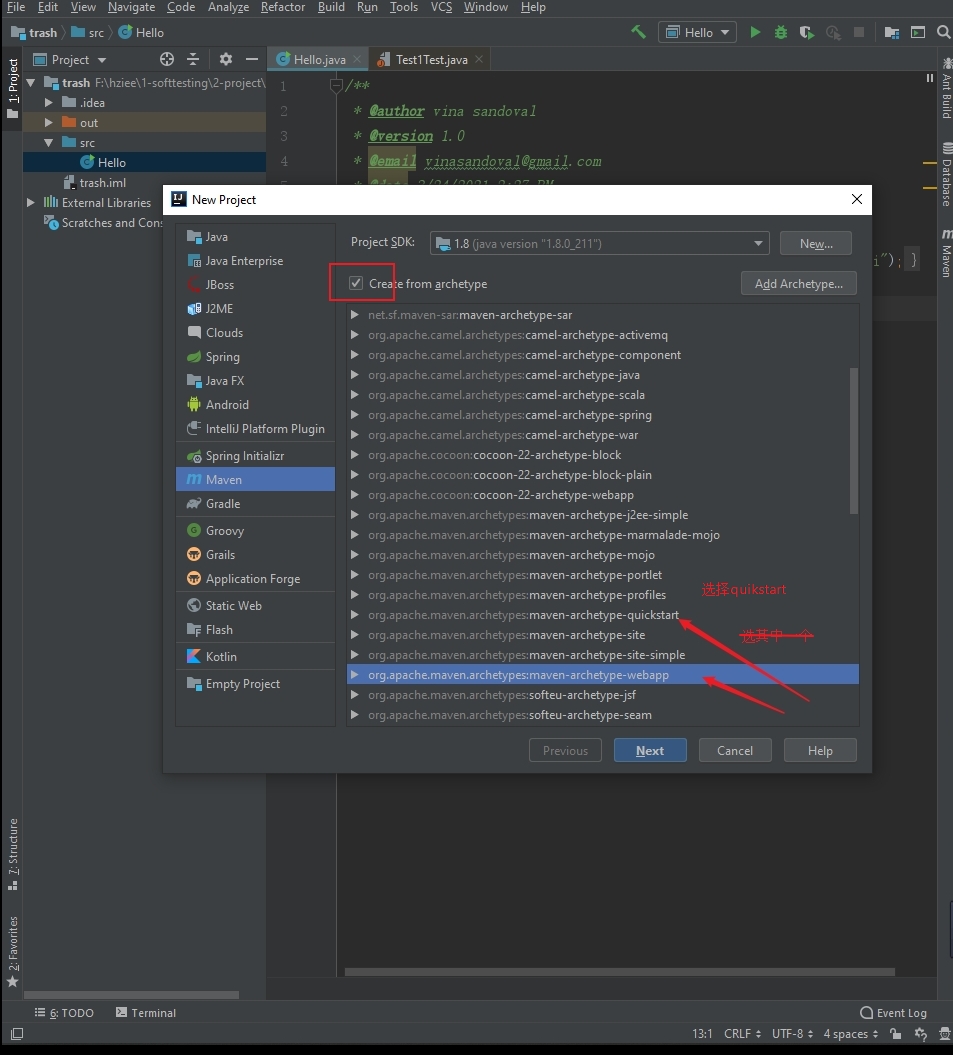 File Edit View Navigate Code Analyze Refactor Build Run Tools VCS Window Help
trash src Hello
Hello
1: Project
Project
Hello.java
Test1Test.java
trash F:\hziee\1-softtesting\2-project\
.idea
out
src
Hello
trash.iml
External Libraries
Scratches and Con
1 /**
2 * @author vina sandoval
3 * @version 1.0
4 * @email vinasandoval@gmail.com
i"); }
Ant Build
Database
Maven
New Project
Java
Java Enterprise
JBoss
J2ME
Clouds
Spring
Java FX
Android
IntelliJ Platform Plugin
Spring Initializr
Maven
Gradle
Groovy
Grails
Application Forge
Static Web
Flash
Kotlin
Empty Project
Project SDK: 1.8 (java version "1.8.0_211") New...
Create from archetype Add Archetype...
net.sf.maven-sar:maven-archetype-sar
org.apache.camel.archetypes:camel-archetype-activemq
org.apache.camel.archetypes:camel-archetype-component
org.apache.camel.archetypes:camel-archetype-java
org.apache.camel.archetypes:camel-archetype-scala
org.apache.camel.archetypes:camel-archetype-spring
org.apache.camel.archetypes:camel-archetype-war
org.apache.cocoon:cocoon-22-archetype-block
org.apache.cocoon:cocoon-22-archetype-block-plain
org.apache.cocoon:cocoon-22-archetype-webapp
org.apache.maven.archetypes:maven-archetype-j2ee-simple
org.apache.maven.archetypes:maven-archetype-marmalade-mojo
org.apache.maven.archetypes:maven-archetype-mojo
org.apache.maven.archetypes:maven-archetype-portlet
org.apache.maven.archetypes:maven-archetype-profiles
选择quikstart
org.apache.maven.archetypes:maven-archetype-quickstart
org.apache.maven.archetypes:maven-archetype-site
选其中一个
org.apache.maven.archetypes:maven-archetype-site-simple
org.apache.maven.archetypes:maven-archetype-webapp
org.apache.maven.archetypes:softeu-archetype-jsf
org.apache.maven.archetypes:softeu-archetype-seam
Previous Next Cancel Help
7: Structure
2: Favorites
6: TODO Terminal Event Log
13:1 CRLF UTF-8 4 spaces